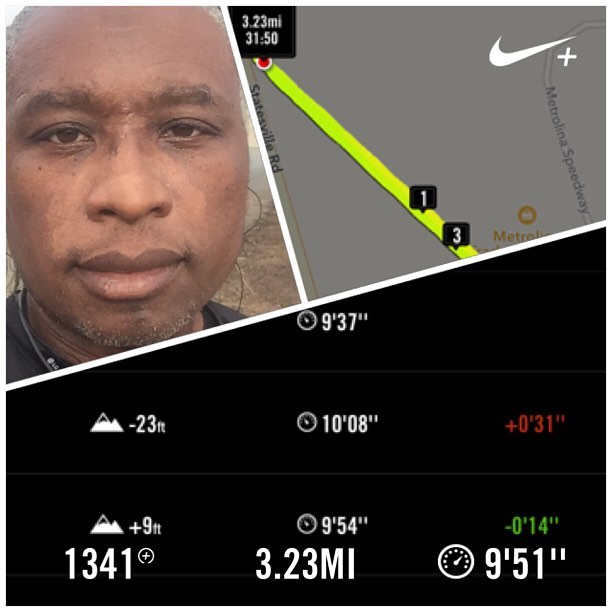 3.23mi
31:50
Statesville Rd
Metrolina Speedway
1
3
9'37''
-23ft
10'08''
+0'31''
+9ft
9'54''
-0'14''
1341
3.23MI
9'51''